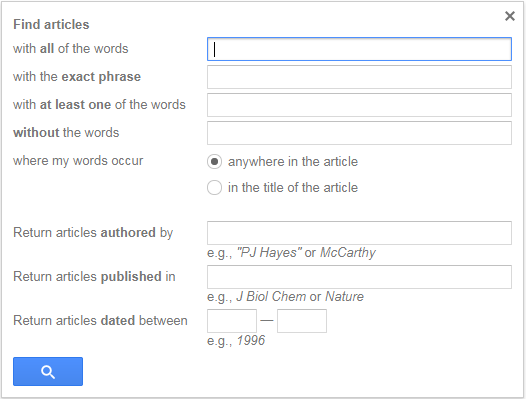 Find articles
with all of the words
with the exact phrase
with at least one of the words
without the words
where my words occur
anywhere in the article
in the title of the article
Return articles authored by
e.g., "PJ Hayes" or McCarthy
Return articles published in
e.g., J Biol Chem or Nature
Return articles dated between —
e.g., 1996